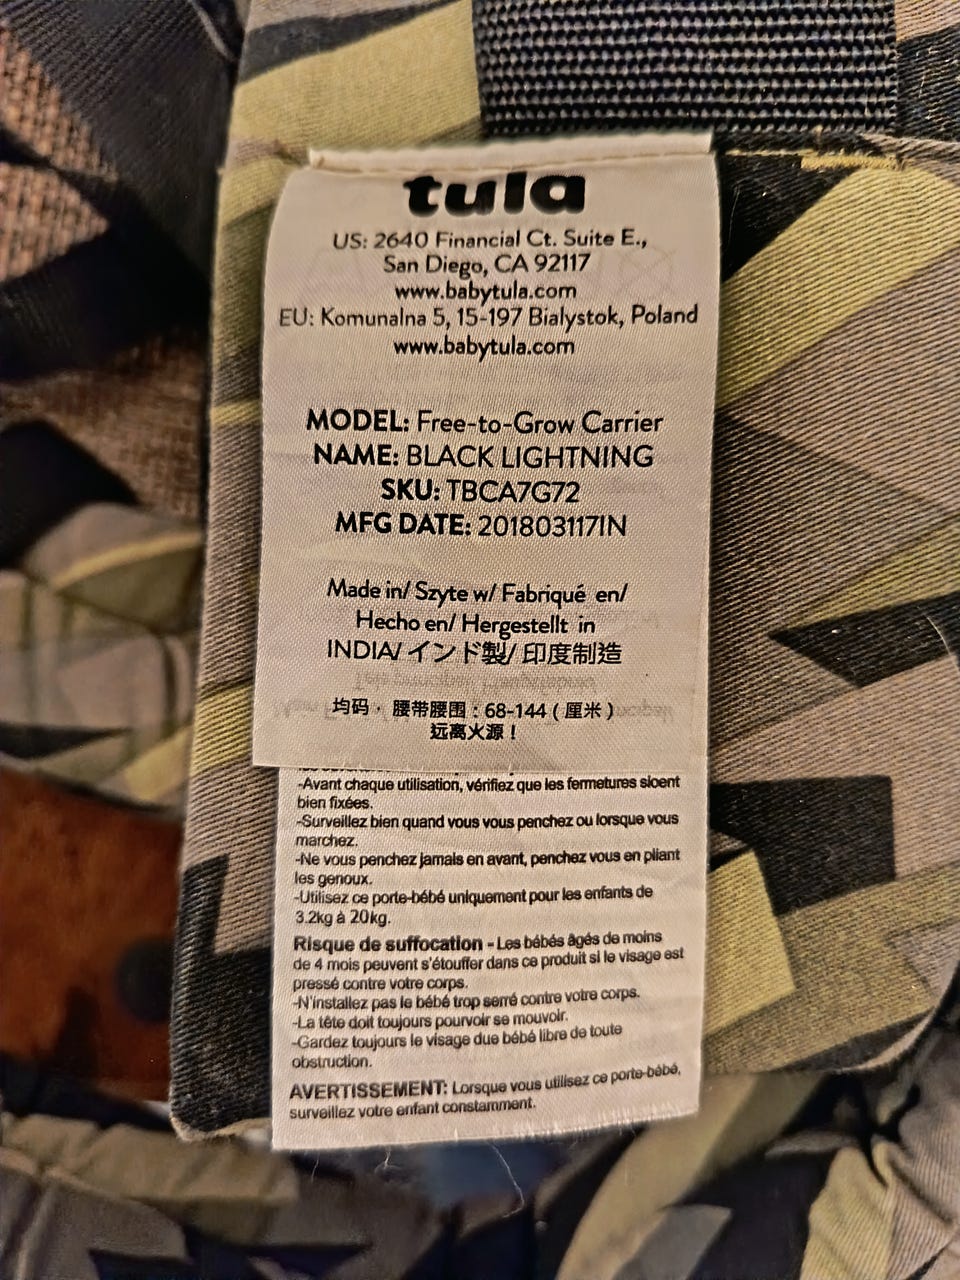 tula
US: 2640 Financial Ct. Suite E.,
San Diego, CA 92117
www.babytula.com
EU: Komunalna 5, 15-197 Bialystok, Poland
www.babytula.com
MODEL: Free-to-Grow Carrier
NAME: BLACK LIGHTNING
SKU: TBCA7G72
MFG DATE: 201803117IN
Made in/ Szyte w/ Fabriqué en/
Hecho en/ Hergestellt in
INDIA/ インド製/ 印度制造
均码， 腰带腰围：68-144 ( 厘米 )
远离火源！
-Avant chaque utilisation, vérifiez que les fermetures sloent
bien fixées.
-Surveillez bien quand vous vous penchez ou lorsque vous
marchez.
-Ne vous penchez jamais en avant, penchez vous en pliant
les genoux.
-Utilisez ce porte-bébé uniquement pour les enfants de
3.2kg à 20kg.
Risque de suffocation - Les bébés âgés de moins
de 4 mois peuvent s'étouffer dans ce produit si le visage est
pressé contre votre corps.
-N'installez pas le bébé trop serré contre votre corps.
-La tête doit toujours pourvoir se mouvoir.
-Gardez toujours le visage due bébé libre de toute
obstruction.
AVERTISSEMENT: Lorsque vous utilisez ce porte-bébé,
surveillez votre enfant constamment.